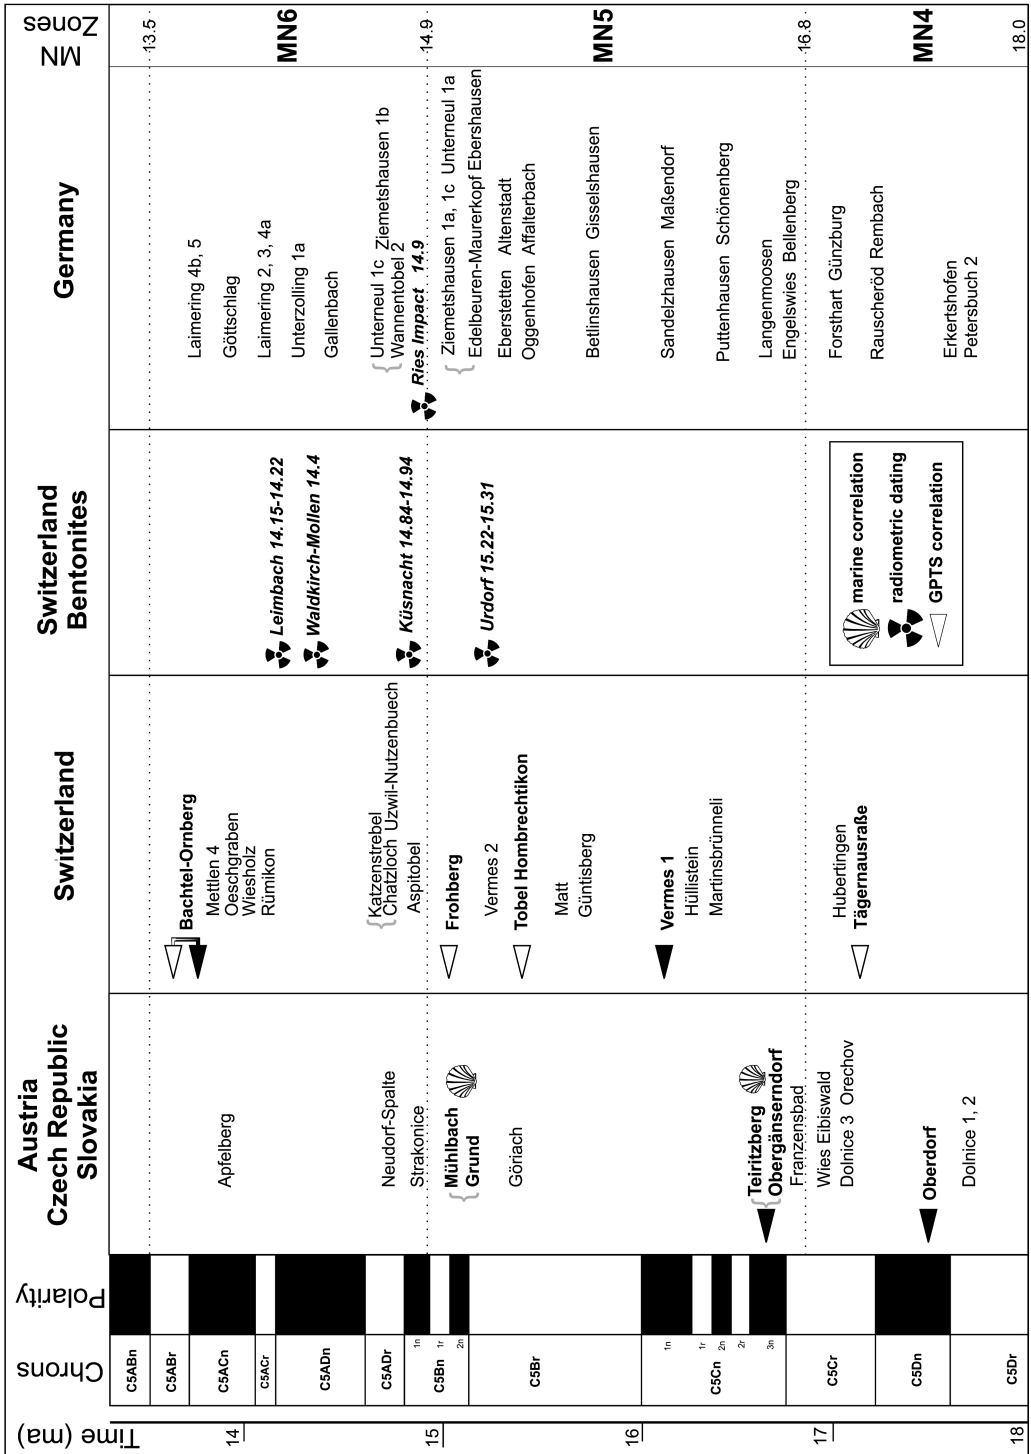 Time (ma)
14
15
16
17
18
Chrons
C5ABn
C5ABr
C5ACn
C5ACr
C5ADn
C5ADr
C5Bn
1n
1r
2n
C5Br
C5Cn
1n
1r
2n
2r
3n
C5Cr
C5Dn
C5Dr
Polarity
Austria
Czech Republic
Slovakia
Apfelberg
Neudorf-Spalte
Strakonice
Mühlbach
Grund
Göriach
Teiritzberg
Obergänserndorf
Franzensbad
Wies Eibiswald
Dolnice 3 Orechov
Oberdorf
Dolnice 1, 2
Switzerland
Bachtel-Ornberg
Mettlen 4
Oeschgraben
Wiesholz
Rümikon
Katzenstrebel
Chatzloch Uzwil-Nutzenbuech
Aspitobel
Frohberg
Vermes 2
Tobel Hombrechtikon
Matt
Güntisberg
Vermes 1
Hüllistein
Martinsbrünneli
Hubertingen
Tägernaustraße
Switzerland
Bentonites
Leimbach 14.15-14.22
Waldkirch-Mollen 14.4
Küsnacht 14.84-14.94
Urdorf 15.22-15.31
marine correlation
radiometric dating
GPTS correlation
Germany
Laimering 4b, 5
Göttschlag
Laimering 2, 3, 4a
Unterzolling 1a
Gallenbach
Unterneul 1c Ziemetshausen 1b
Wannentobel 2
Ries Impact 14.9
Ziemetshausen 1a, 1c Unterneul 1a
Edelbeuren-Maurerkopf Ebershausen
Eberstetten Altenstadt
Oggenhofen Affalterbach
Betlinshausen Gisselshausen
Sandelzhausen Maßendorf
Puttenhausen Schönenberg
Langenmoosen
Engelswies Bellenberg
Forsthart Günzburg
Rauscheröd Rembach
Erkertshofen
Petersbuch 2
MN
Zones
13.5
MN6
14.9
MN5
16.8
MN4
18.0